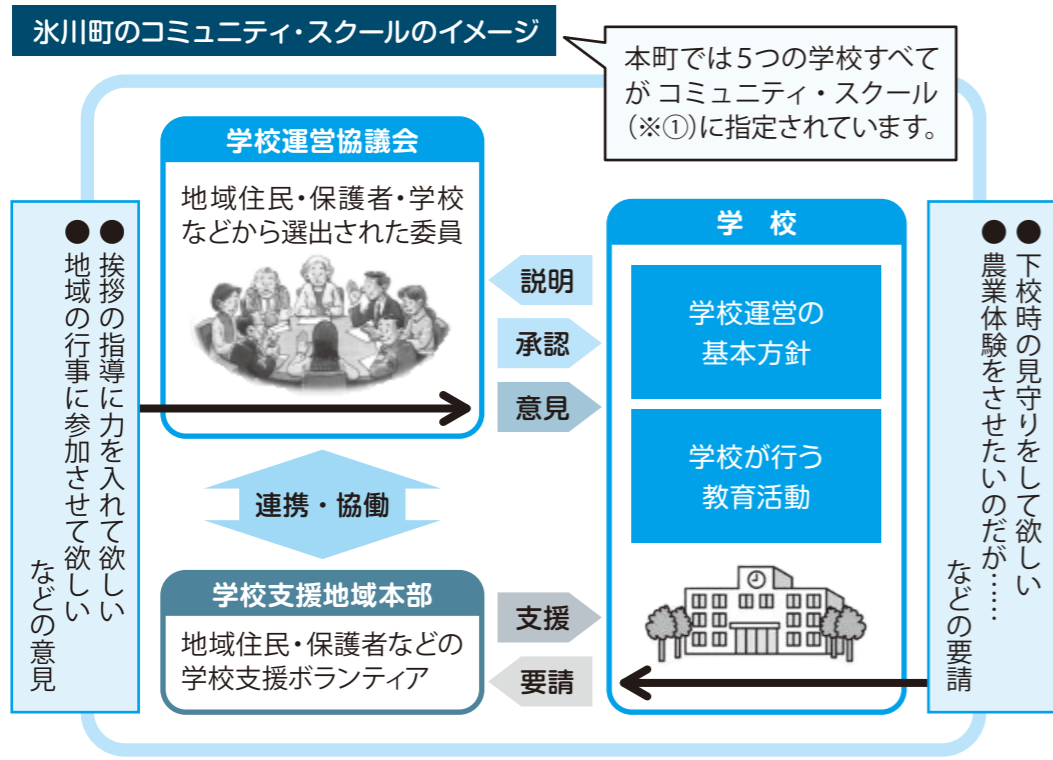 氷川町のコミュニティ・スクールのイメージ
本町では5つの学校すべて
が コミュニティ・スクール
(※①)に指定されています。
学校運営協議会
地域住民・保護者・学校
などから選出された委員
● 挨拶の指導に力を入れて欲しい
● 地域の行事に参加させて欲しい
などの意見
説明
承認
意見
学 校
学校運営の
基本方針
学校が行う
教育活動
● 下校時の見守りをして欲しい
● 農業体験をさせたいのだが……
などの要請
連携・協働
学校支援地域本部
地域住民・保護者などの
学校支援ボランティア
支援
要請